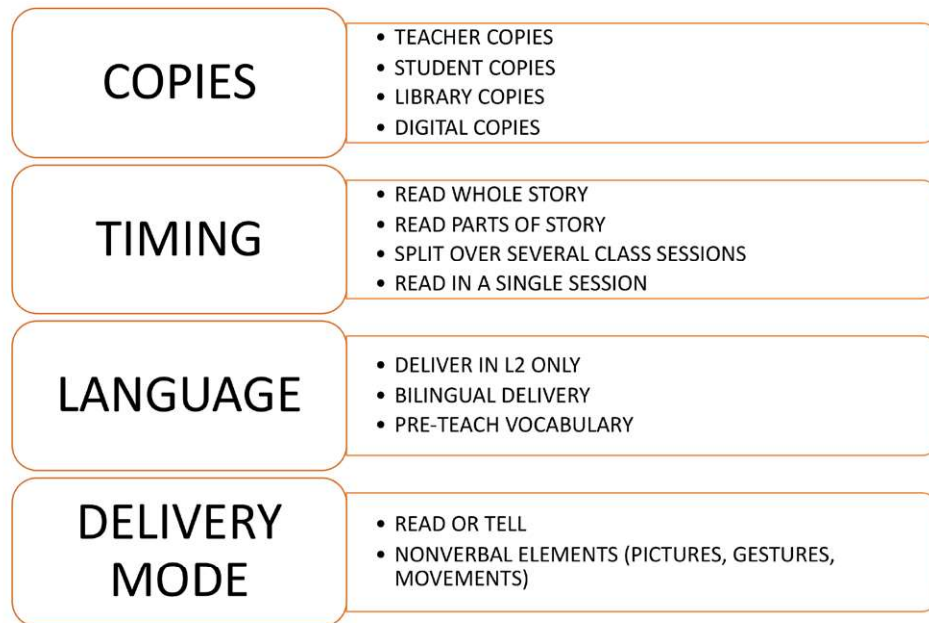 COPIES
• TEACHER COPIES
• STUDENT COPIES
• LIBRARY COPIES
• DIGITAL COPIES
TIMING
• READ WHOLE STORY
• READ PARTS OF STORY
• SPLIT OVER SEVERAL CLASS SESSIONS
• READ IN A SINGLE SESSION
LANGUAGE
• DELIVER IN L2 ONLY
• BILINGUAL DELIVERY
• PRE-TEACH VOCABULARY
DELIVERY
MODE
• READ OR TELL
• NONVERBAL ELEMENTS (PICTURES, GESTURES,
MOVEMENTS)